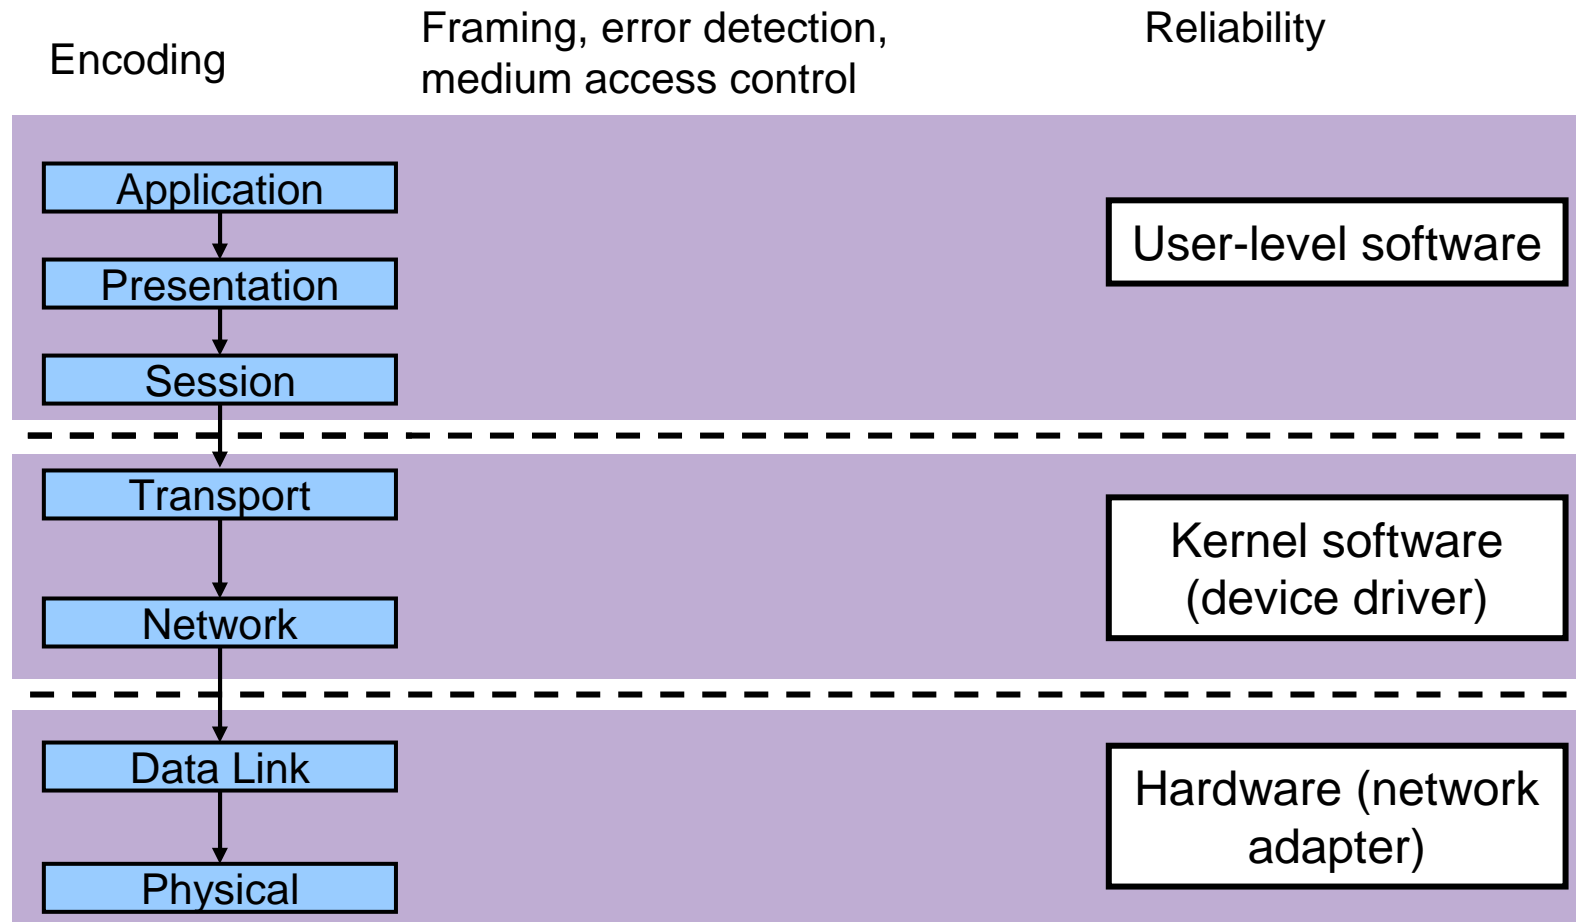 Encoding
Framing, error detection,
medium access control
Reliability
Application
Presentation
Session
User-level software
Transport
Network
Kernel software
(device driver)
Data Link
Physical
Hardware (network
adapter)